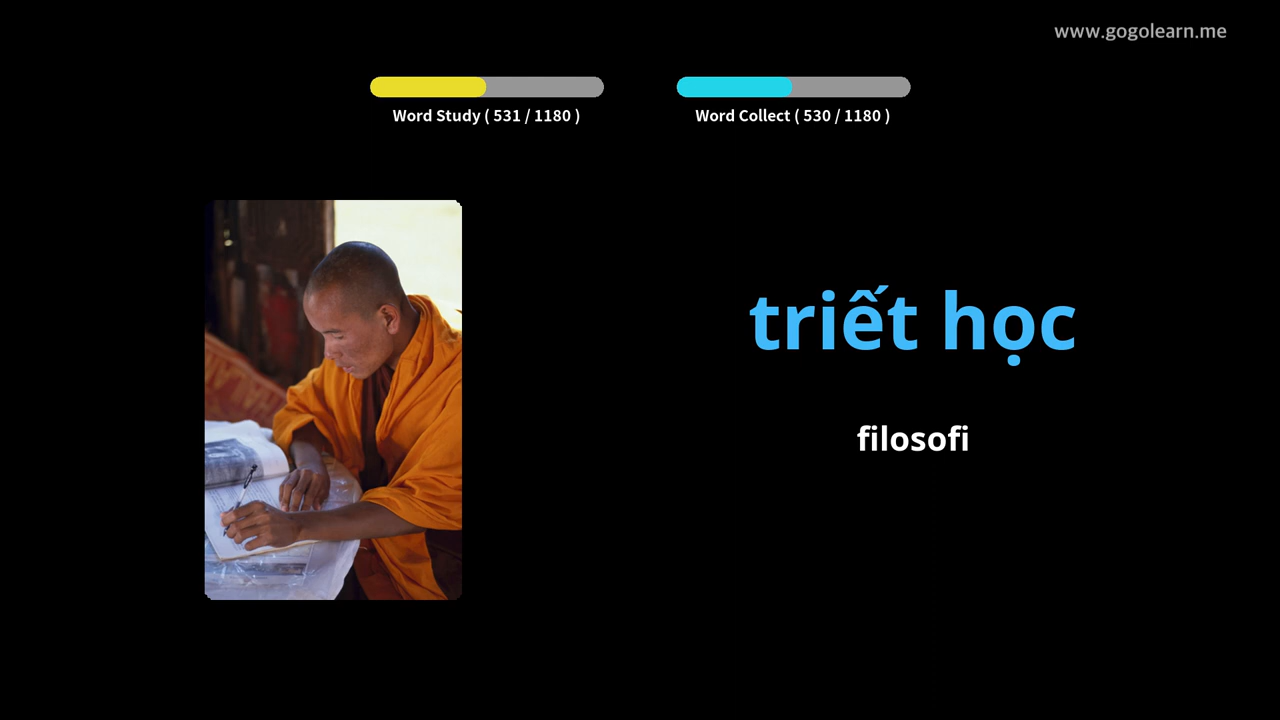 www.gogolearn.me
Word Study ( 531 / 1180 )
Word Collect ( 530 / 1180 )
triết học
filosofi